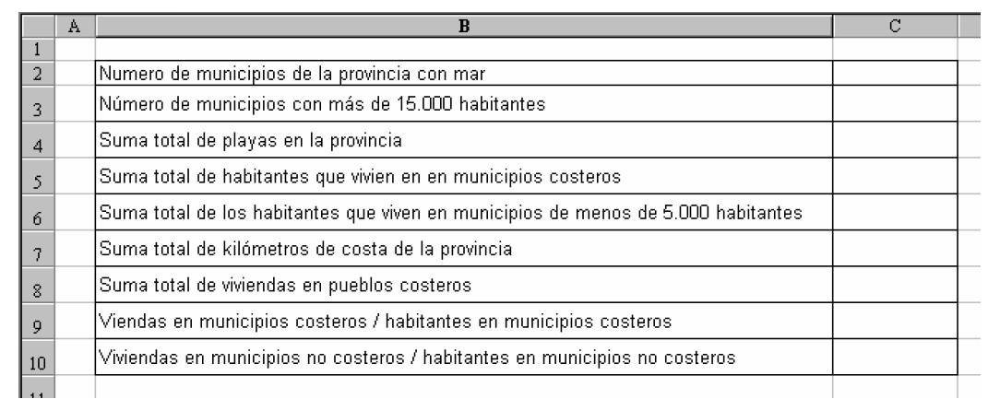 A B C
1
2 Numero de municipios de la provincia con mar
3 Número de municipios con más de 15.000 habitantes
4 Suma total de playas en la provincia
5 Suma total de habitantes que vivien en en municipios costeros
6 Suma total de los habitantes que viven en municipios de menos de 5.000 habitantes
7 Suma total de kilómetros de costa de la provincia
8 Suma total de viviendas en pueblos costeros
9 Viendas en municipios costeros / habitantes en municipios costeros
10 Viviendas en municipios no costeros / habitantes en municipios no costeros
11